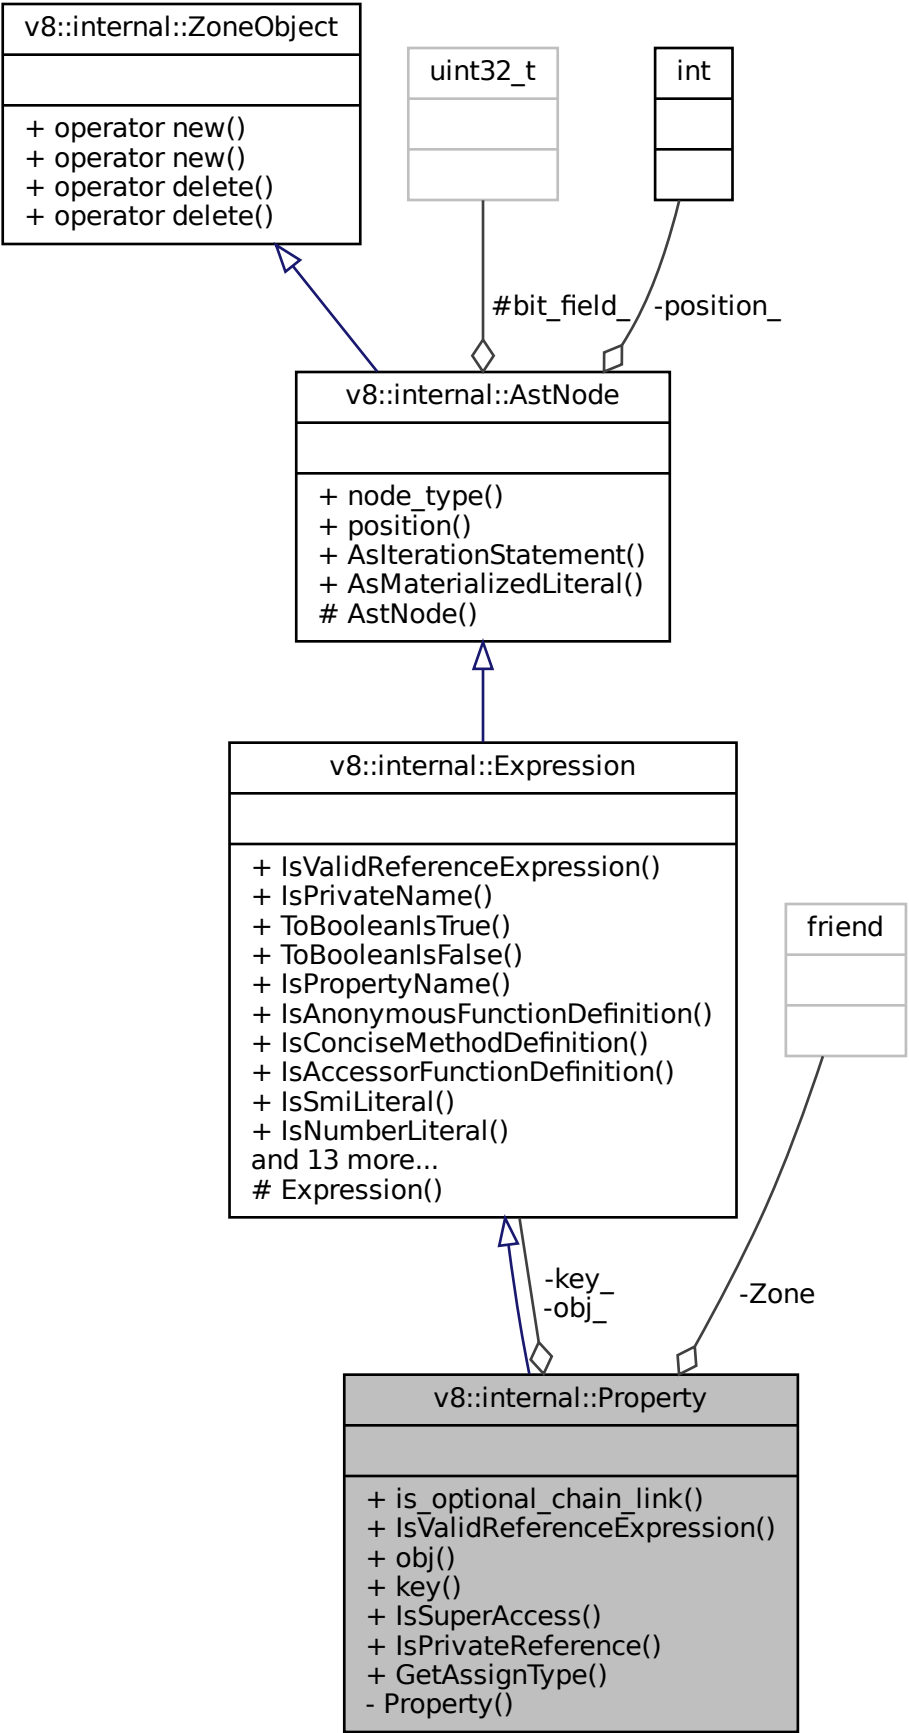 v8::internal::ZoneObject
+ operator new()
+ operator new()
+ operator delete()
+ operator delete()
uint32_t
int
#bit_field_
-position_
v8::internal::AstNode
+ node_type()
+ position()
+ AsIterationStatement()
+ AsMaterializedLiteral()
# AstNode()
v8::internal::Expression
+ IsValidReferenceExpression()
+ IsPrivateName()
+ ToBooleanIsTrue()
+ ToBooleanIsFalse()
+ IsPropertyName()
+ IsAnonymousFunctionDefinition()
+ IsConciseMethodDefinition()
+ IsAccessorFunctionDefinition()
+ IsSmiLiteral()
+ IsNumberLiteral()
and 13 more...
# Expression()
friend
-key_
-obj_
-Zone
v8::internal::Property
+ is_optional_chain_link()
+ IsValidReferenceExpression()
+ obj()
+ key()
+ IsSuperAccess()
+ IsPrivateReference()
+ GetAssignType()
- Property()